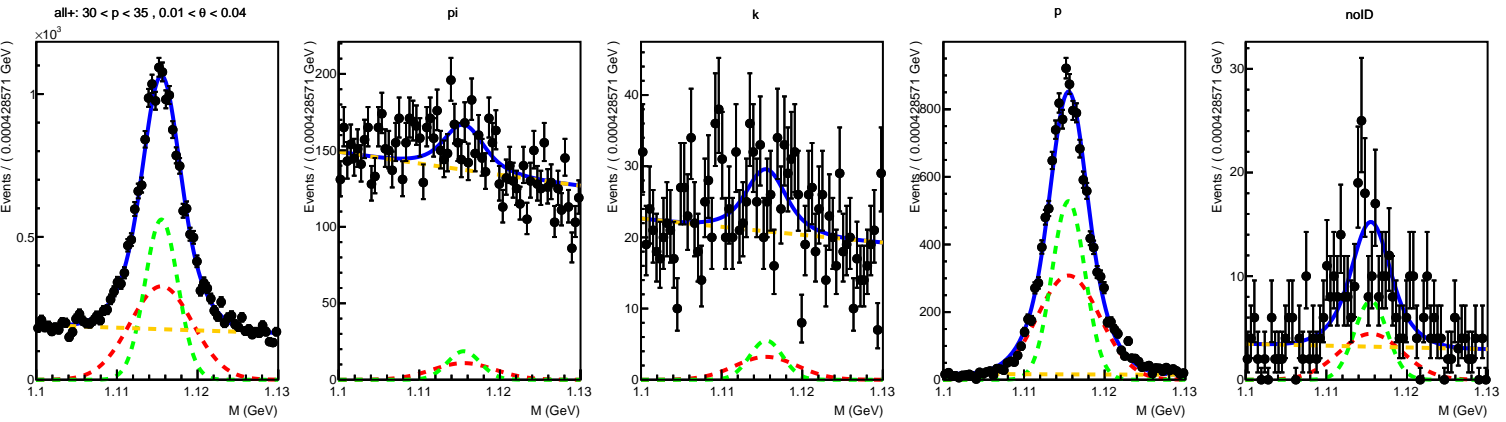 all+: 30 < p < 35 , 0.01 < θ < 0.04
×10³
Events / ( 0.000428571 GeV )
1
0.5
0
1.1 1.11 1.12 1.13
M (GeV)
pi
Events / ( 0.000428571 GeV )
200
150
100
50
0
1.1 1.11 1.12 1.13
M (GeV)
k
Events / ( 0.000428571 GeV )
40
30
20
10
0
1.1 1.11 1.12 1.13
M (GeV)
p
Events / ( 0.000428571 GeV )
800
600
400
200
0
1.1 1.11 1.12 1.13
M (GeV)
noID
Events / ( 0.000428571 GeV )
30
20
10
0
1.1 1.11 1.12 1.13
M (GeV)